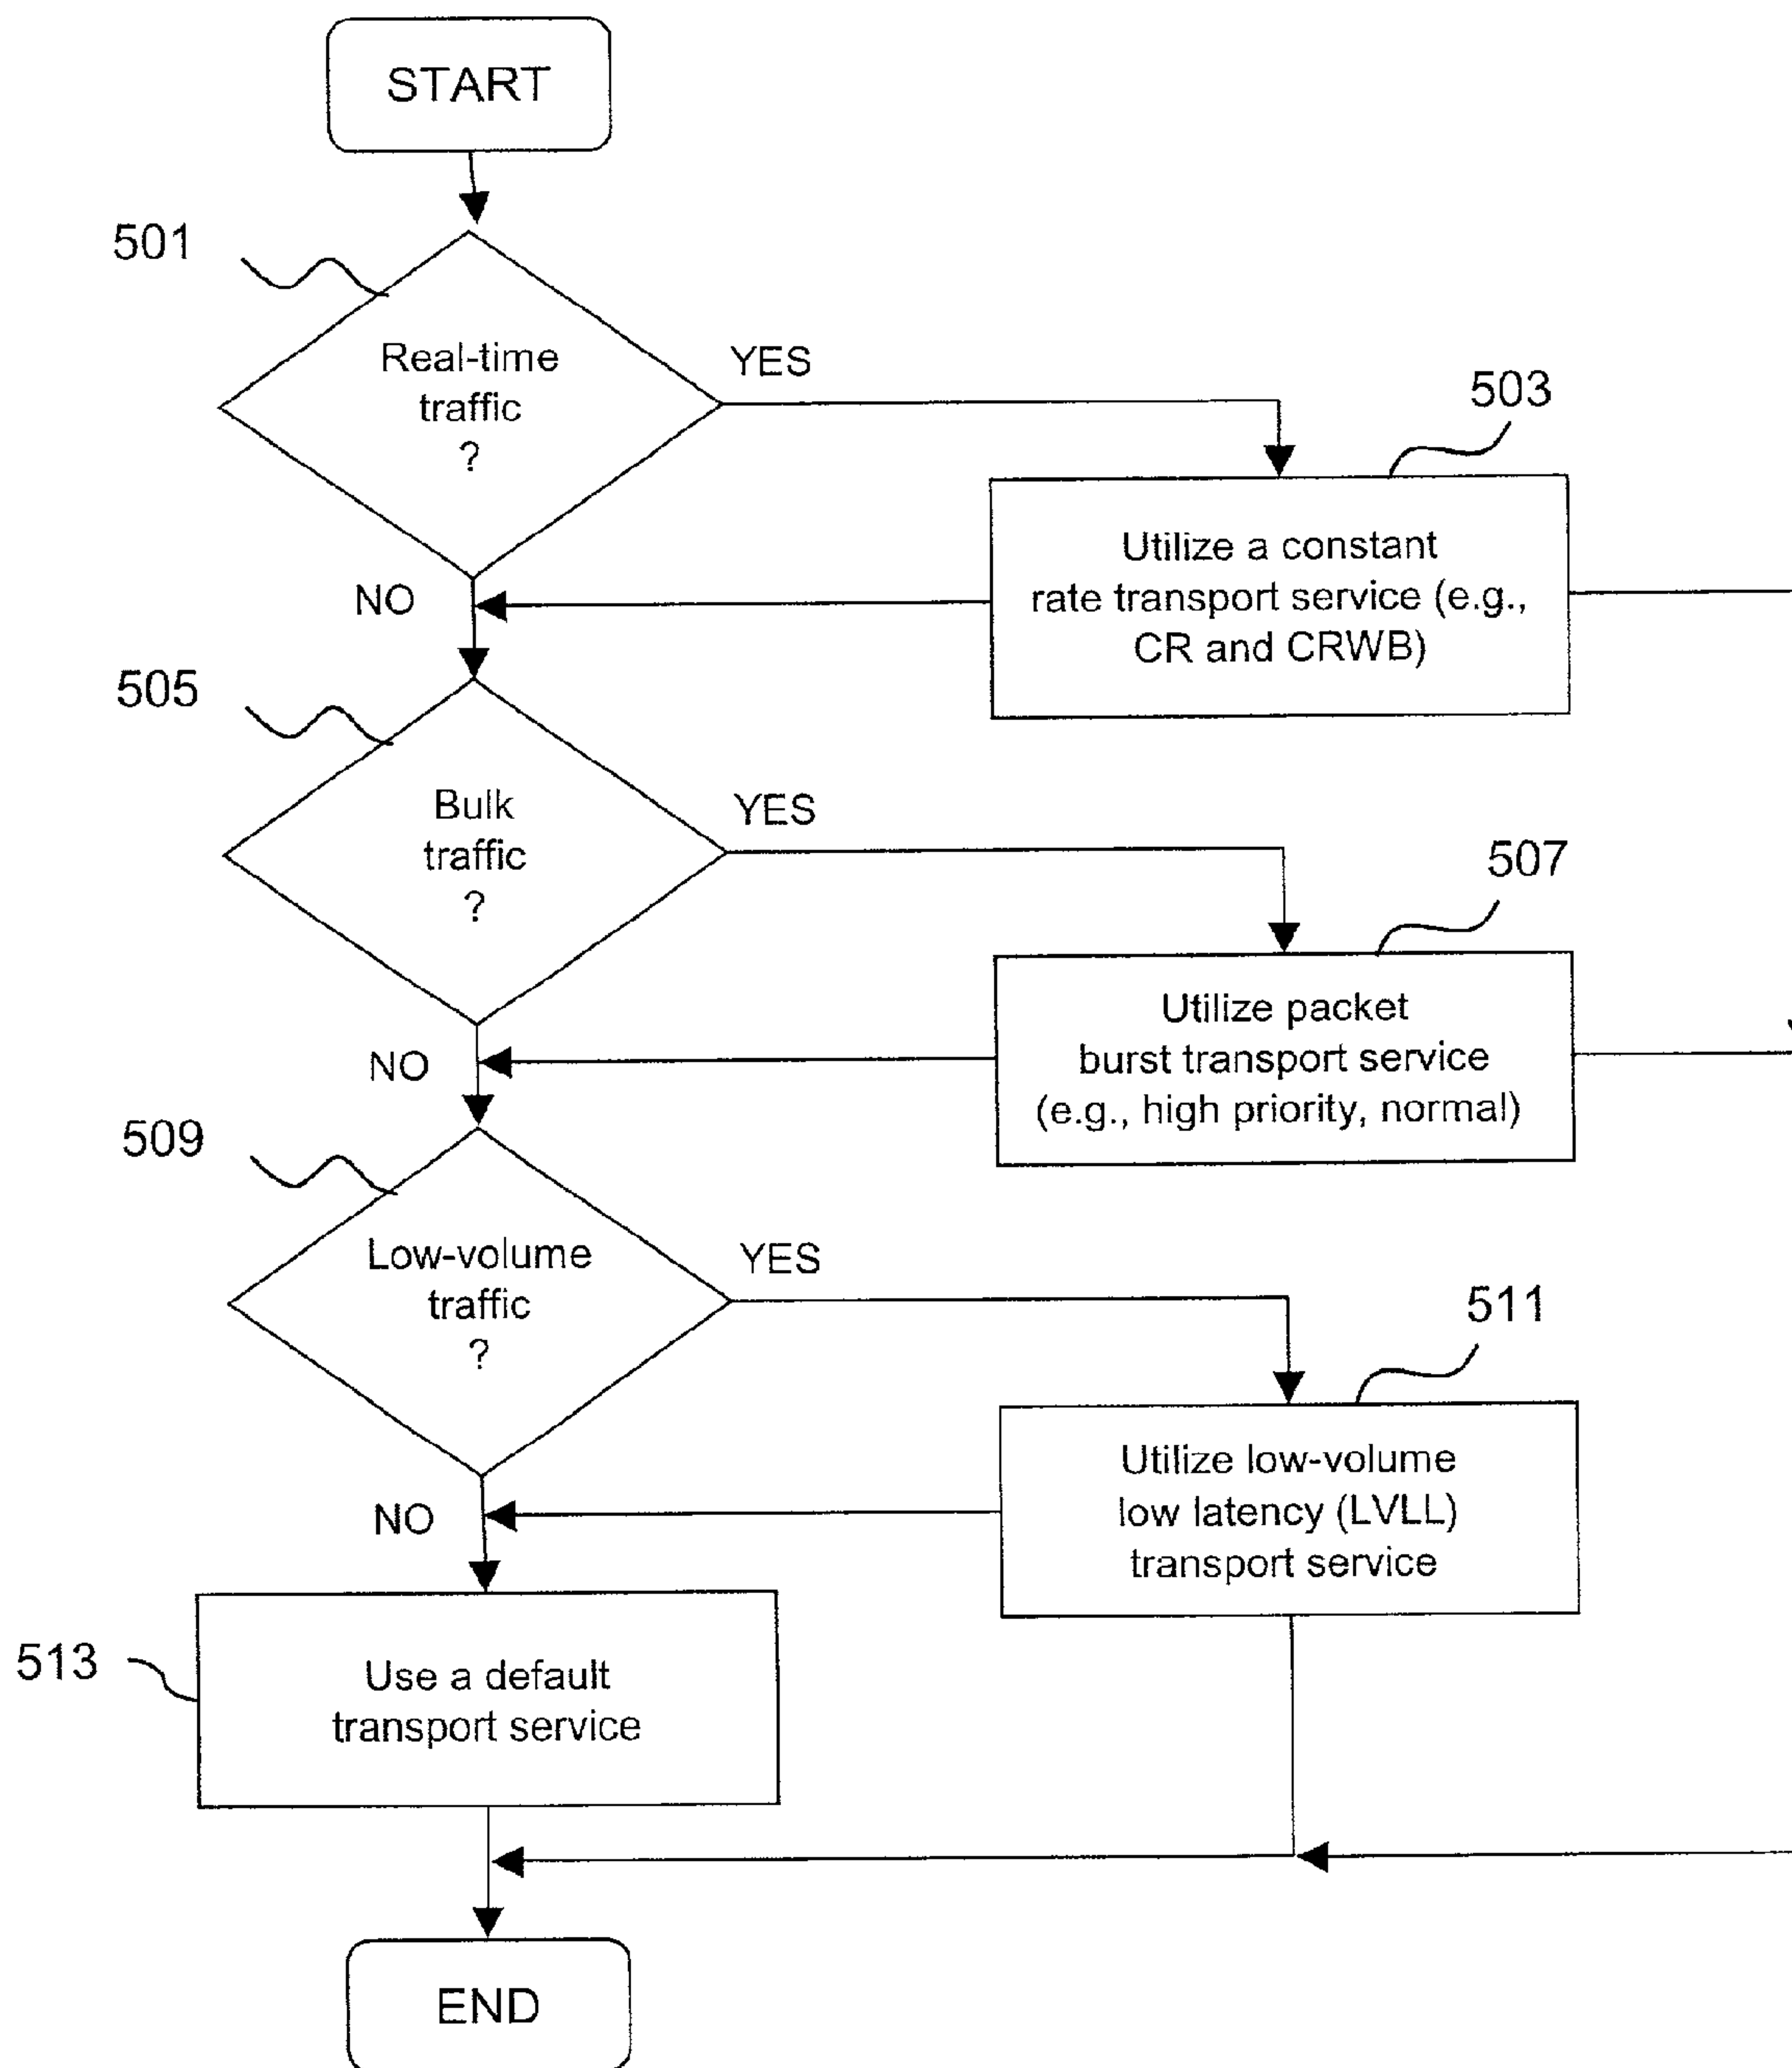 START
501
Real-time
traffic
?
YES
503
Utilize a constant
rate transport service (e.g.,
CR and CRWB)
NO
505
Bulk
traffic
?
YES
507
Utilize packet
burst transport service
(e.g., high priority, normal)
NO
509
Low-volume
traffic
?
YES
511
Utilize low-volume
low latency (LVLL)
transport service
NO
513
Use a default
transport service
END